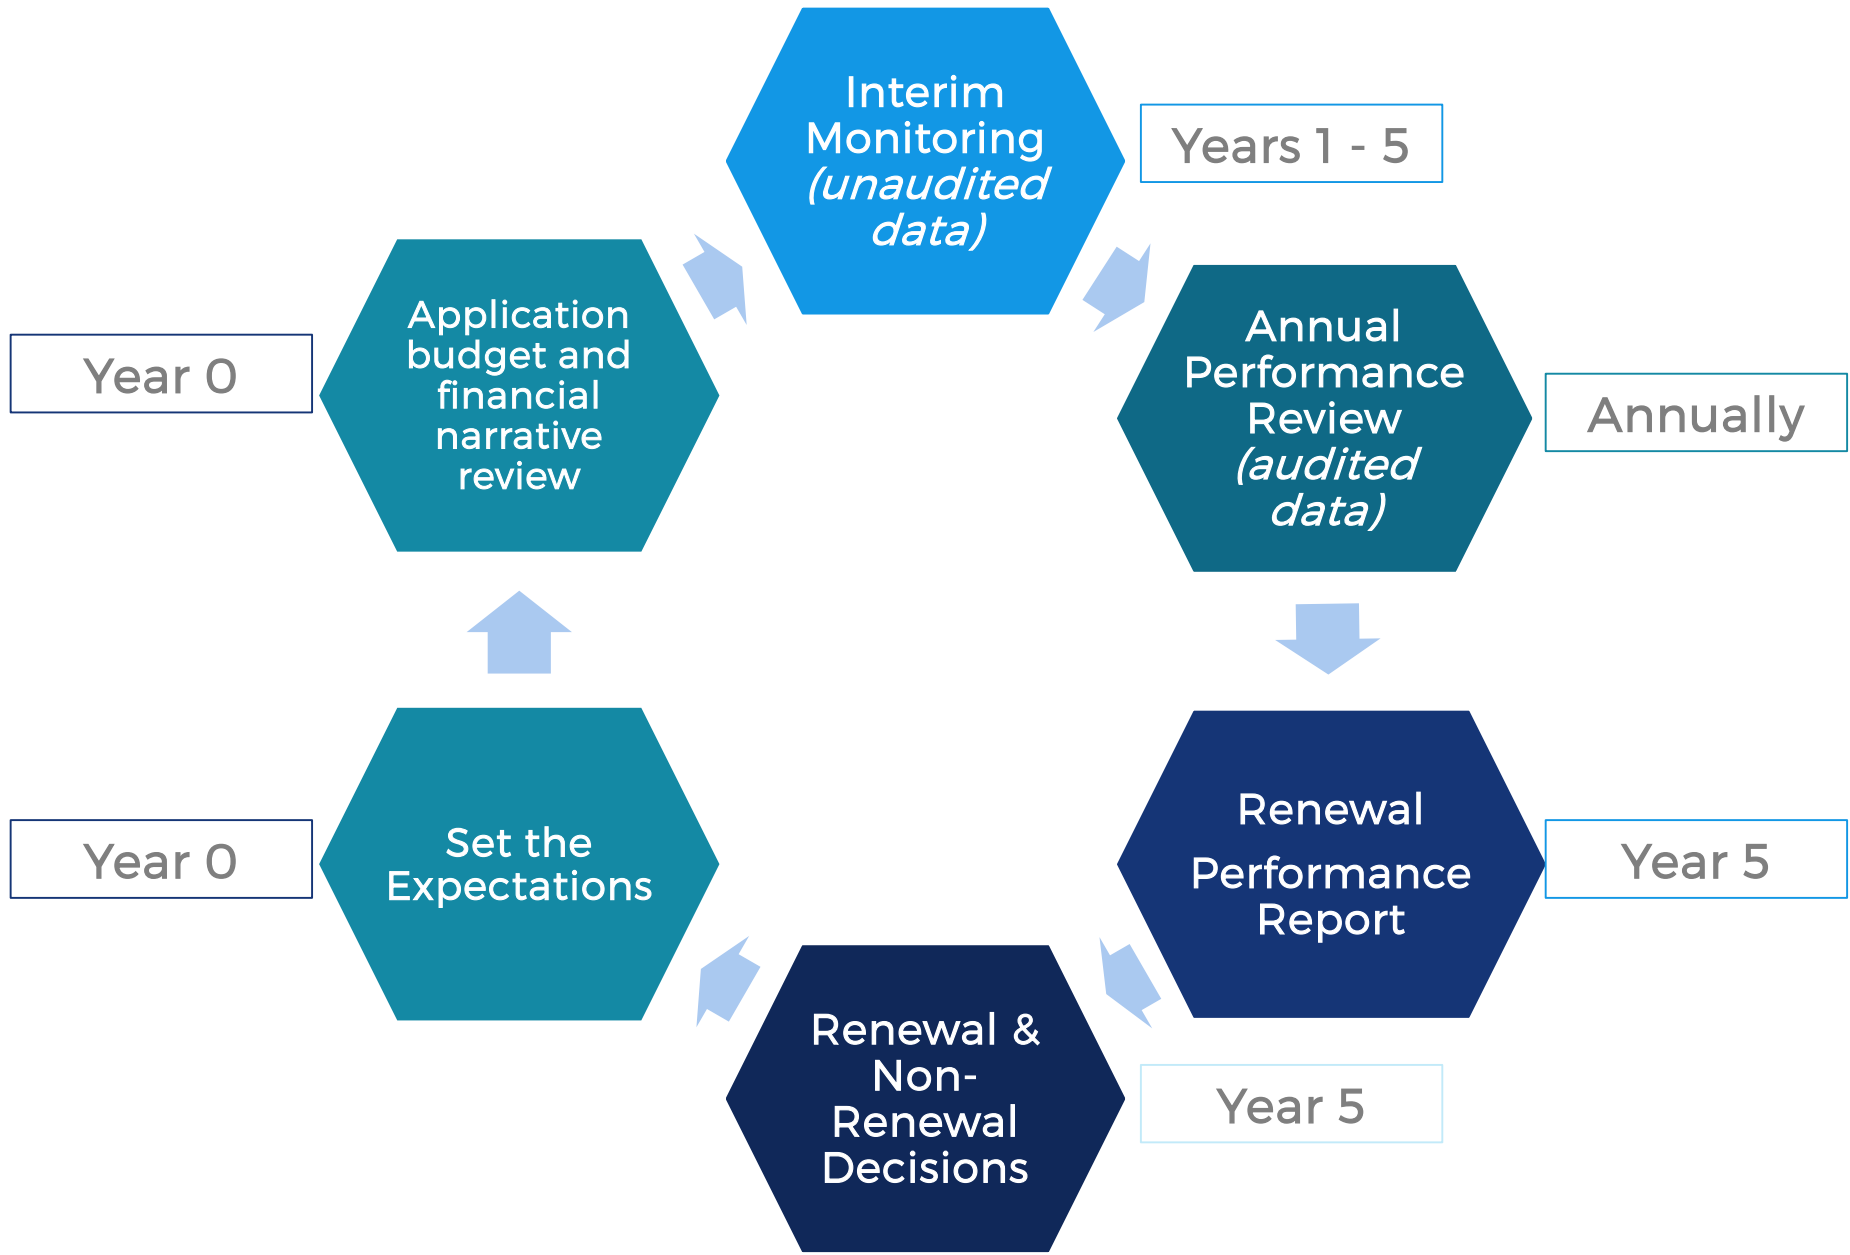 Interim
Monitoring
(unaudited
data)
Years 1 - 5
Application
budget and
financial
narrative
review
Year 0
Annual
Performance
Review
(audited
data)
Annually
Set the
Expectations
Year 0
Renewal
Performance
Report
Year 5
Renewal &
Non-
Renewal
Decisions
Year 5